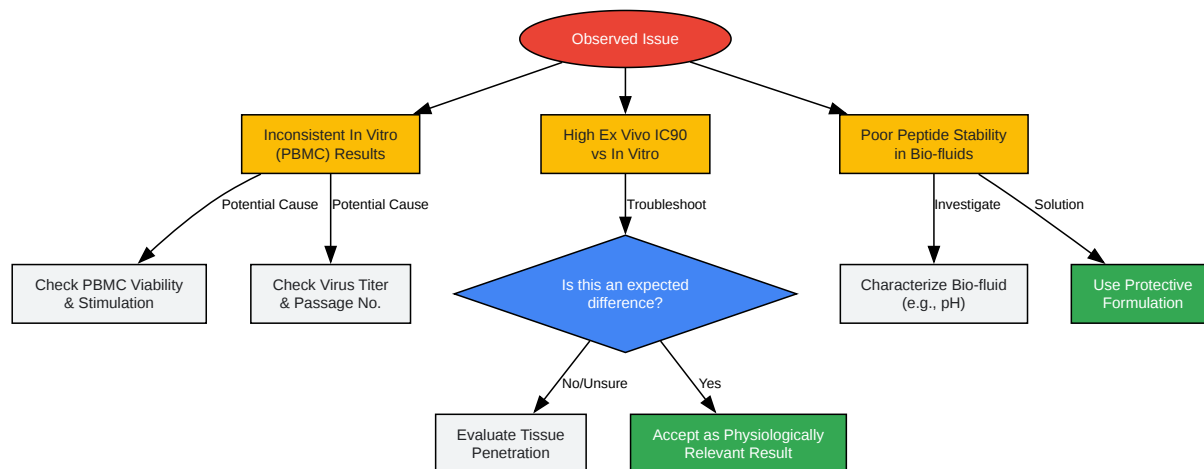 Observed Issue
Inconsistent In Vitro
(PBMC) Results
High Ex Vivo IC90
vs In Vitro
Poor Peptide Stability
in Bio-fluids
Potential Cause
Potential Cause
Troubleshoot
Investigate
Solution
Check PBMC Viability
& Stimulation
Check Virus Titer
& Passage No.
Is this an expected
difference?
Characterize Bio-fluid
(e.g., pH)
Use Protective
Formulation
No/Unsure
Yes
Evaluate Tissue
Penetration
Accept as Physiologically
Relevant Result